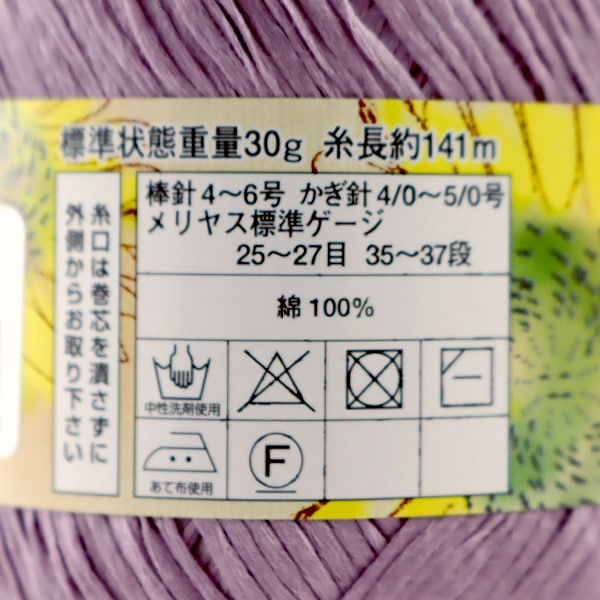 標準状態重量30g 糸長約141m
糸口は巻芯を潰さずに
外側からお取り下さい
棒針4～6号 かぎ針4/0～5/0号
メリヤス標準ゲージ
25～27目 35～37段
綿100%
中性洗剤使用
あて布使用
F